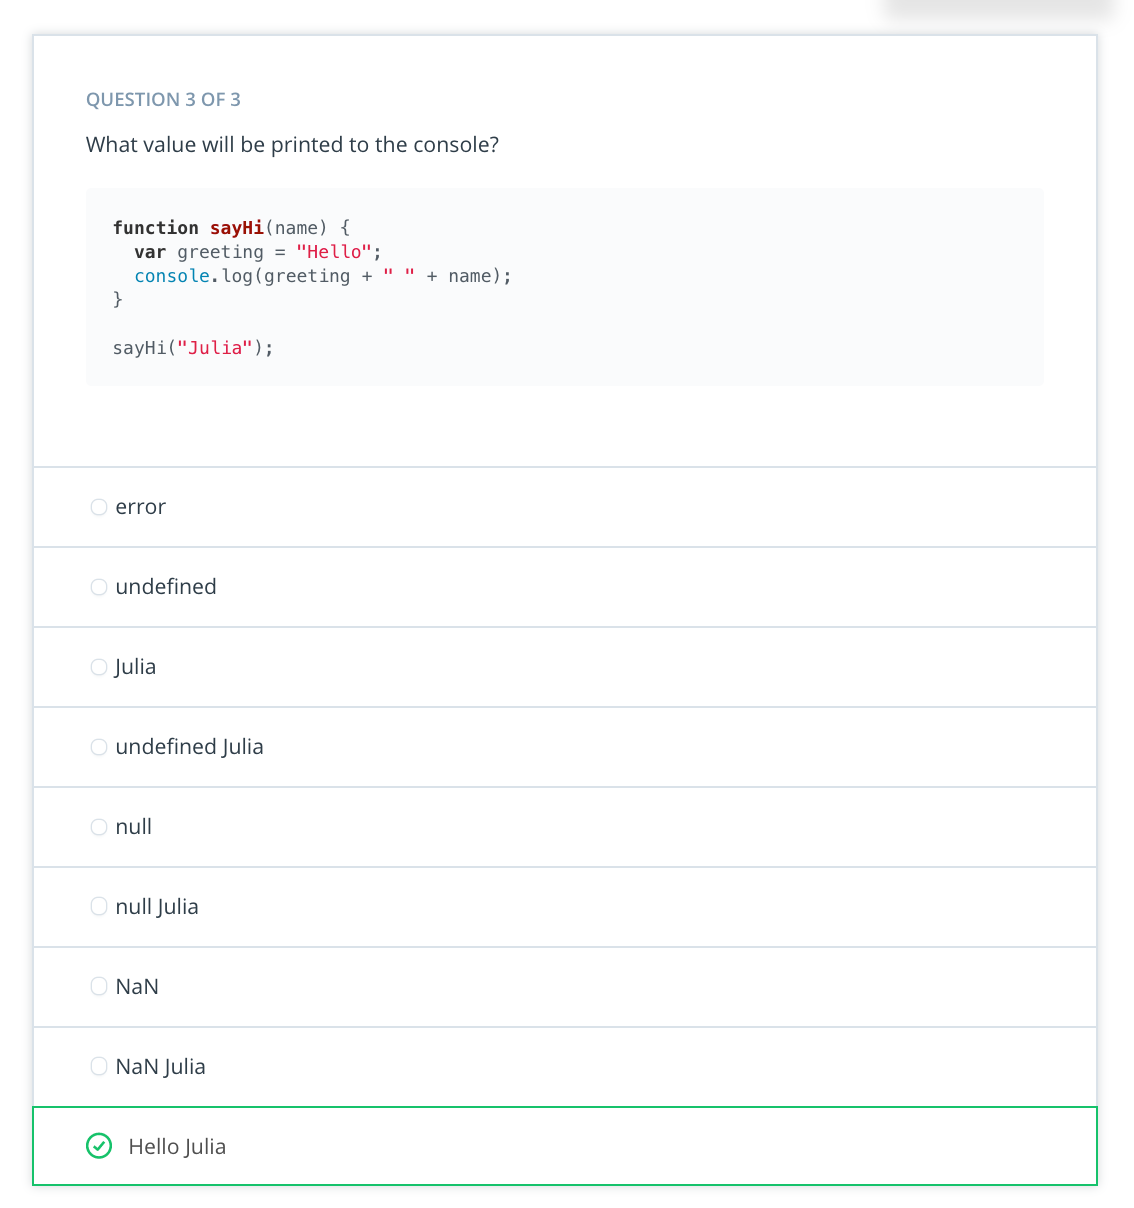 QUESTION 3 OF 3
What value will be printed to the console?
function sayHi(name) {
  var greeting = "Hello";
  console.log(greeting + " " + name);
}
sayHi("Julia");
error
undefined
Julia
undefined Julia
null
null Julia
NaN
NaN Julia
Hello Julia